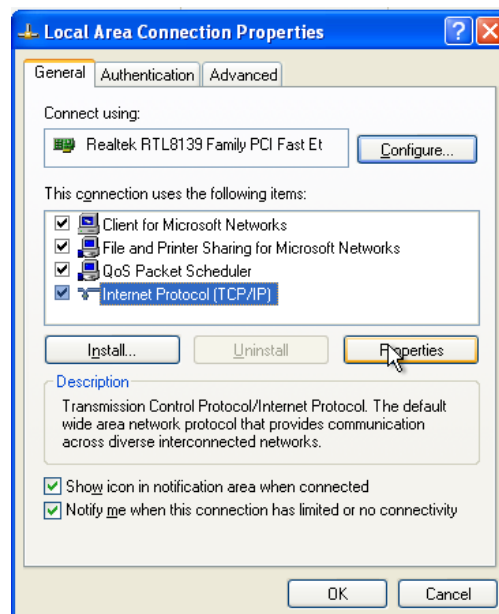 Local Area Connection Properties
General Authentication Advanced
Connect using:
Realtek RTL8139 Family PCI Fast Et
Configure...
This connection uses the following items:
Client for Microsoft Networks
File and Printer Sharing for Microsoft Networks
QoS Packet Scheduler
Internet Protocol (TCP/IP)
Install... Uninstall Properties
Description
Transmission Control Protocol/Internet Protocol. The default
wide area network protocol that provides communication
across diverse interconnected networks.
Show icon in notification area when connected
Notify me when this connection has limited or no connectivity
OK Cancel